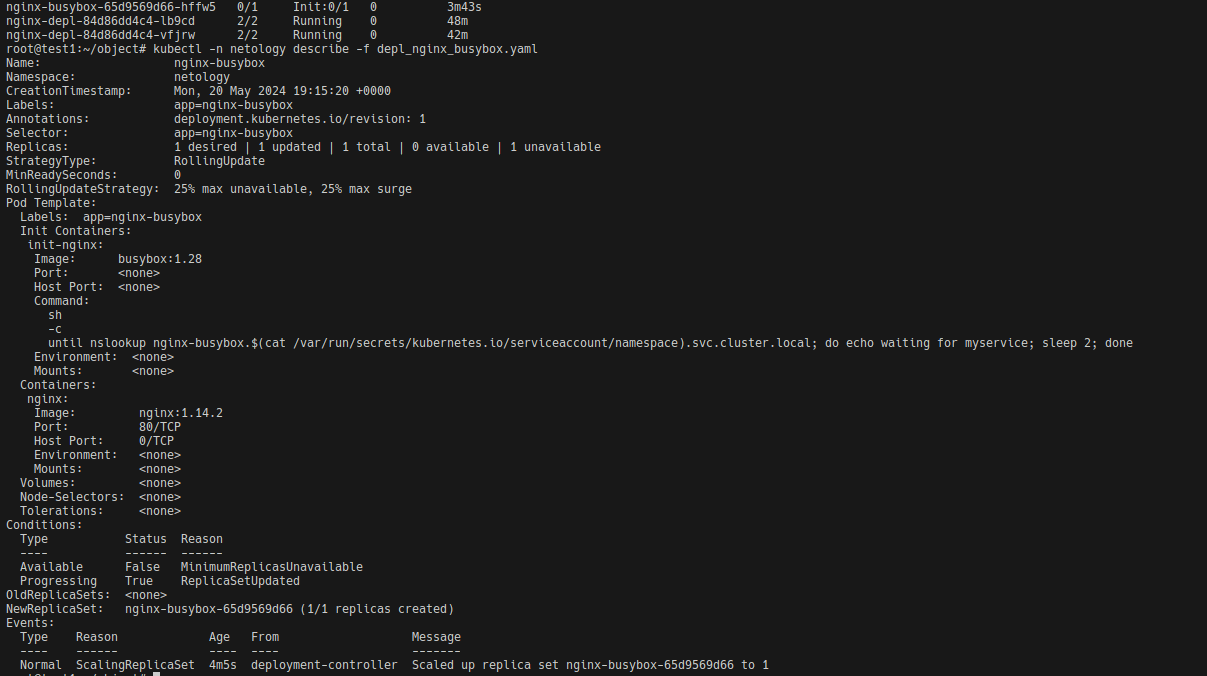 nginx-busybox-65d9569d66-hffw5   0/1     Init:0/1   0          3m43s
nginx-depl-84d86dd4c4-lb9cd      2/2     Running    0          48m
nginx-depl-84d86dd4c4-vfjrw      2/2     Running    0          42m
root@test1:~/object# kubectl -n netology describe -f depl_nginx_busybox.yaml
Name:                   nginx-busybox
Namespace:              netology
CreationTimestamp:      Mon, 20 May 2024 19:15:20 +0000
Labels:                 app=nginx-busybox
Annotations:            deployment.kubernetes.io/revision: 1
Selector:               app=nginx-busybox
Replicas:               1 desired | 1 updated | 1 total | 0 available | 1 unavailable
StrategyType:           RollingUpdate
MinReadySeconds:        0
RollingUpdateStrategy:  25% max unavailable, 25% max surge
Pod Template:
  Labels:  app=nginx-busybox
  Init Containers:
   init-nginx:
    Image:      busybox:1.28
    Port:       <none>
    Host Port:  <none>
    Command:
      sh
      -c
      until nslookup nginx-busybox.$(cat /var/run/secrets/kubernetes.io/serviceaccount/namespace).svc.cluster.local; do echo waiting for myservice; sleep 2; done
    Environment:  <none>
    Mounts:       <none>
  Containers:
   nginx:
    Image:         nginx:1.14.2
    Port:          80/TCP
    Host Port:     0/TCP
    Environment:   <none>
    Mounts:        <none>
  Volumes:         <none>
  Node-Selectors:  <none>
  Tolerations:     <none>
Conditions:
  Type           Status  Reason
  ----           ------  ------
  Available      False   MinimumReplicasUnavailable
  Progressing    True    ReplicaSetUpdated
OldReplicaSets:  <none>
NewReplicaSet:   nginx-busybox-65d9569d66 (1/1 replicas created)
Events:
  Type    Reason             Age   From                   Message
  ----    ------             ----  ----                   -------
  Normal  ScalingReplicaSet  4m5s  deployment-controller  Scaled up replica set nginx-busybox-65d9569d66 to 1